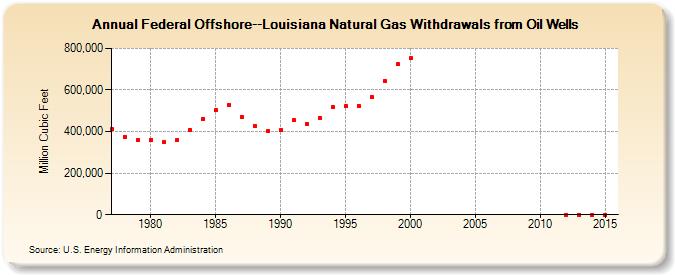 Annual Federal Offshore--Louisiana Natural Gas Withdrawals from Oil Wells
Million Cubic Feet
800,000
600,000
400,000
200,000
0
1980 1985 1990 1995 2000 2005 2010 2015
Source: U.S. Energy Information Administration